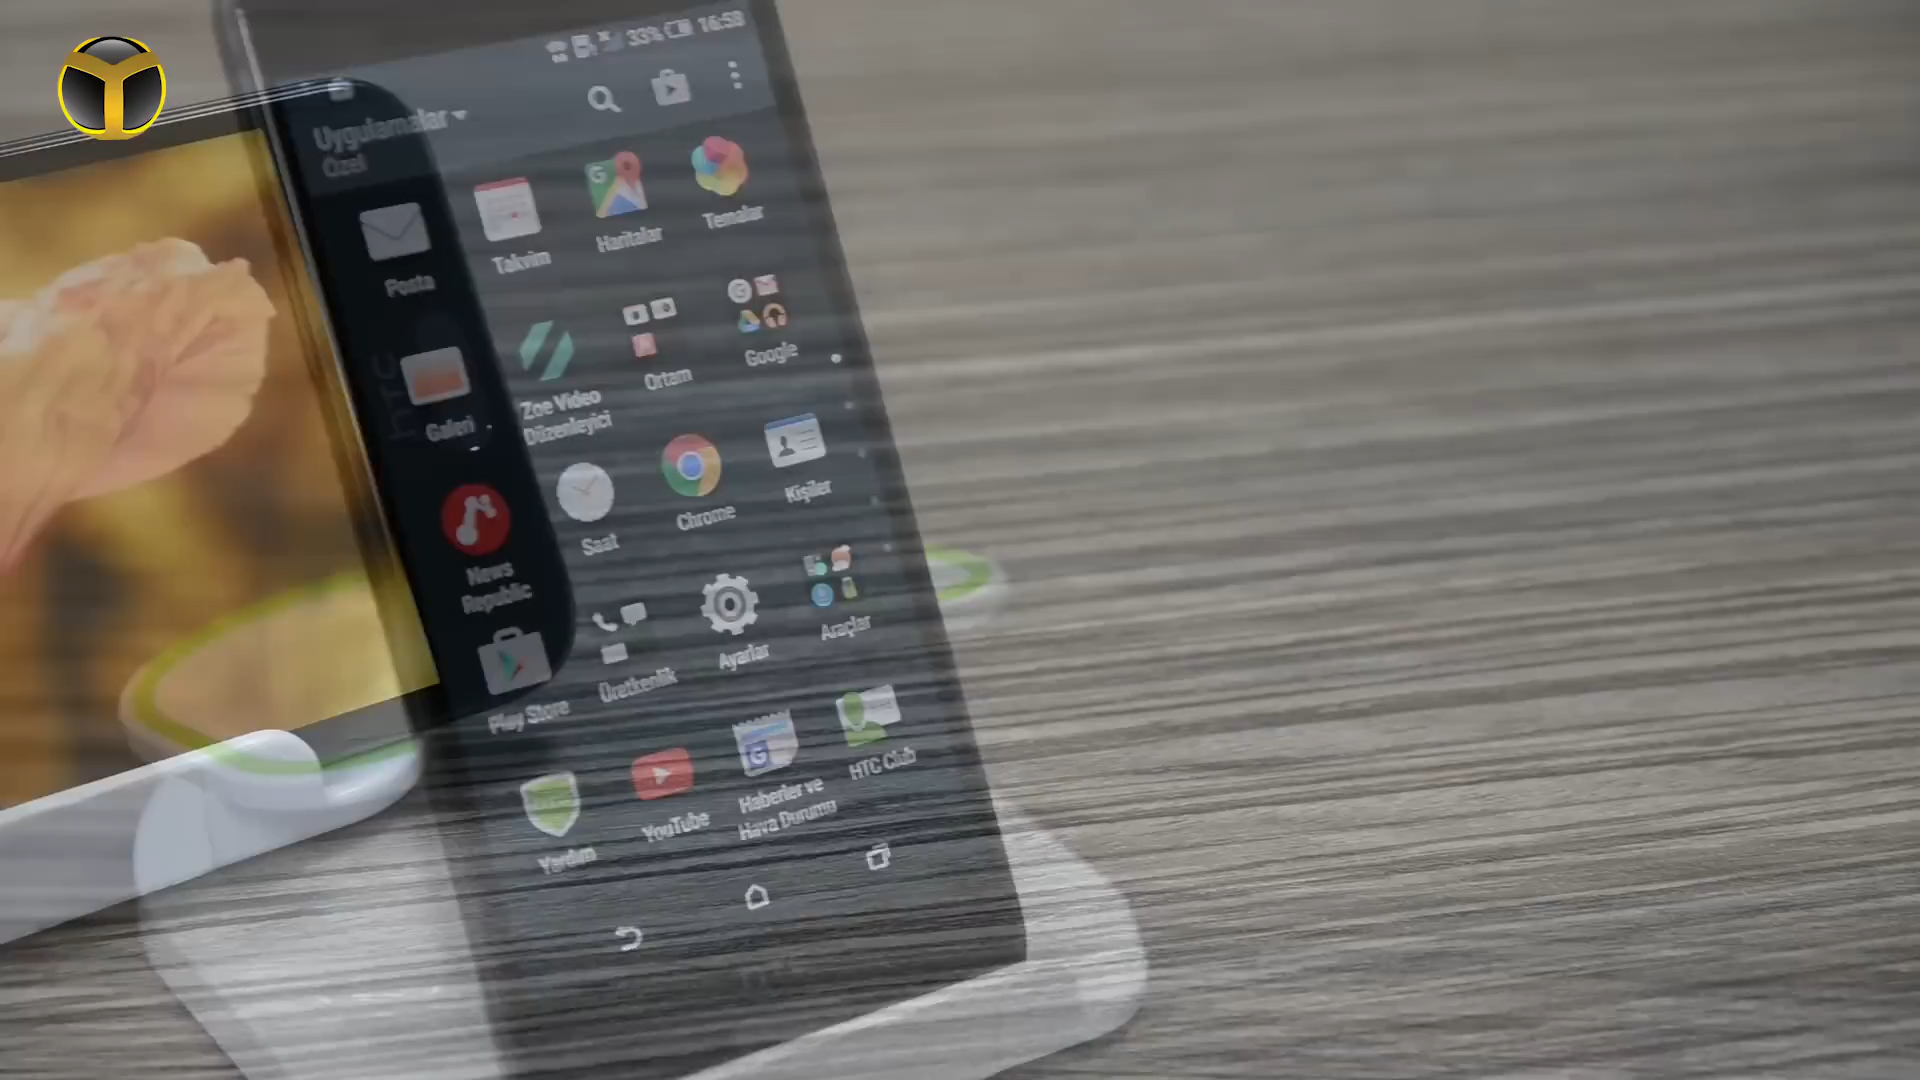 33% 16:58
Uygulamalar
Özel
Posta
Takvim
Haritalar
Temalar
Galeri
Zoe Video
Düzenleyici
Ortam
Google
News
Republic
Saat
Chrome
Kişiler
Play Store
Üretkenlik
Ayarlar
Araçlar
Yardım
YouTube
Haberler ve
Hava Durumu
HTC Club
hTC